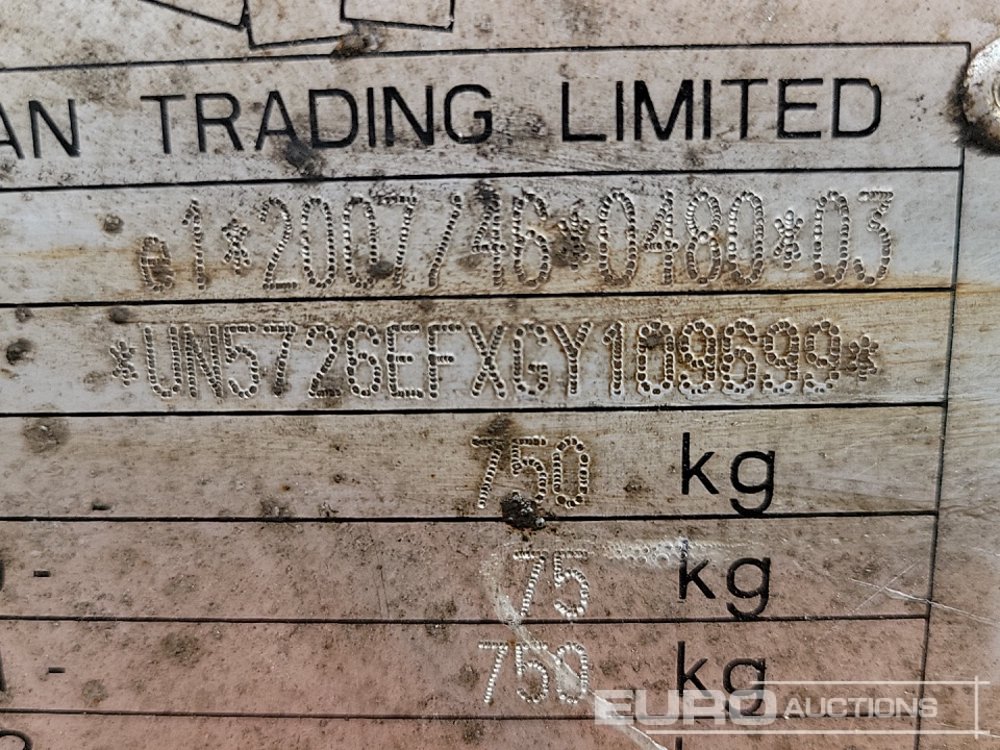 AN TRADING LIMITED
e1*2007/46*0480*03
*UN5726EFXGY109699*
750 kg
75 kg
- 750 kg
EURO AUCTIONS